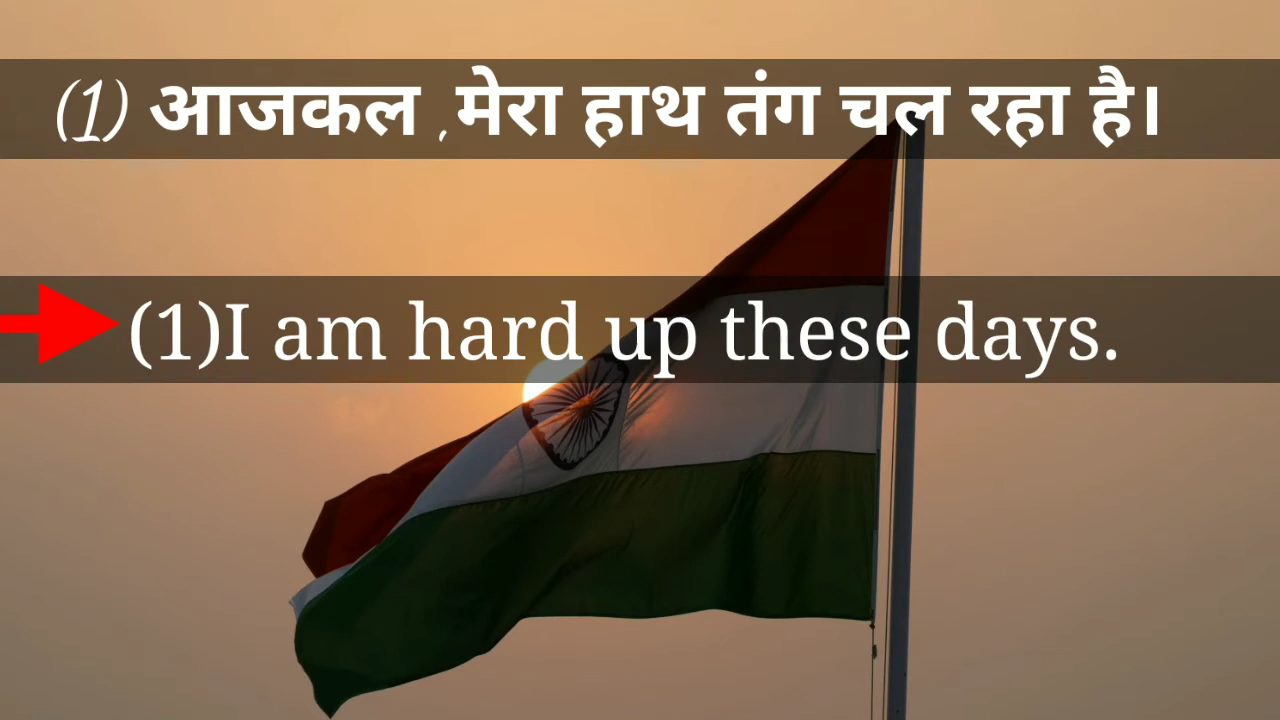 (1) आजकल ,मेरा हाथ तंग चल रहा है।
(1)I am hard up these days.